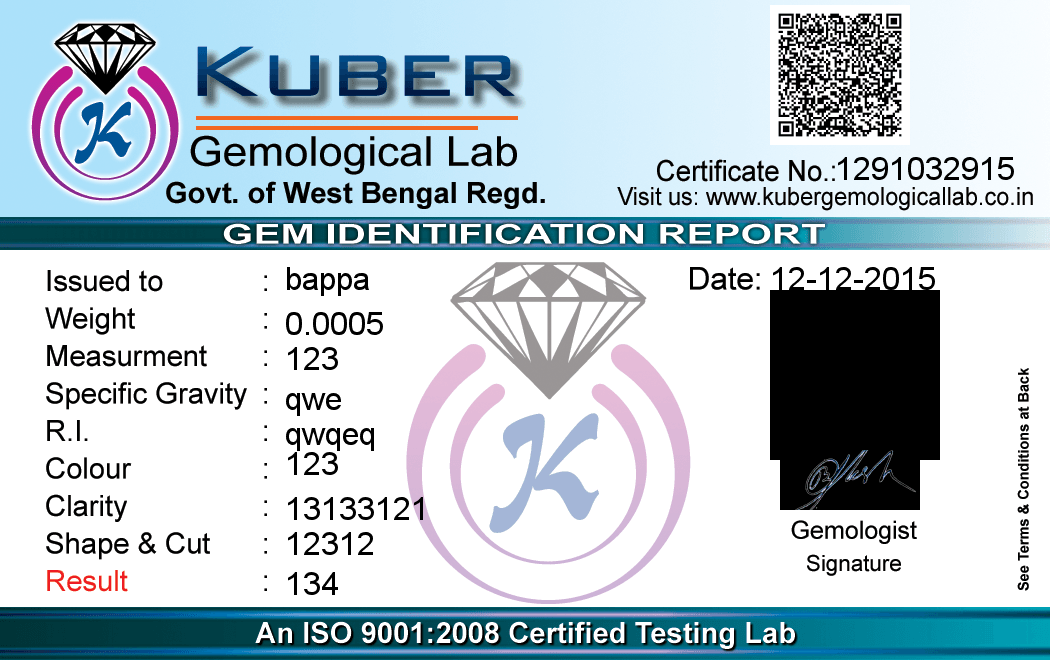 KUBER
Gemological Lab
Govt. of West Bengal Regd.
K
Certificate No.:1291032915
Visit us: www.kubergemologicallab.co.in
GEM IDENTIFICATION REPORT
Issued to : bappa
Date: 12-12-2015
Weight : 0.0005
Measurment : 123
Specific Gravity : qwe
R.I. : qwqeq
Colour : 123
Clarity : 13133121
Shape & Cut : 12312
Result : 134
K
Gemologist
Signature
See Terms & Conditions at Back
An ISO 9001:2008 Certified Testing Lab